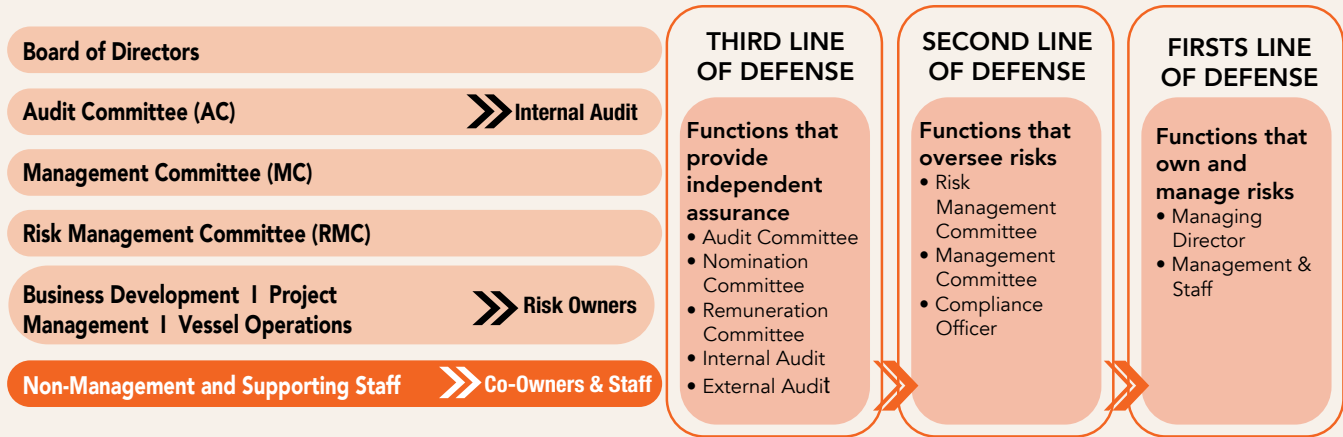 Board of Directors
Audit Committee (AC)
Internal Audit
Management Committee (MC)
Risk Management Committee (RMC)
Business Development I Project
Management I Vessel Operations
Risk Owners
Non-Management and Supporting Staff
Co-Owners & Staff
THIRD LINE
OF DEFENSE
Functions that
provide
independent
assurance
• Audit Committee
• Nomination
Committee
• Remuneration
Committee
• Internal Audit
• External Audit
SECOND LINE
OF DEFENSE
Functions that
oversee risks
• Risk
Management
Committee
• Management
Committee
• Compliance
Officer
FIRSTS LINE
OF DEFENSE
Functions that
own and
manage risks
• Managing
Director
• Management &
Staff